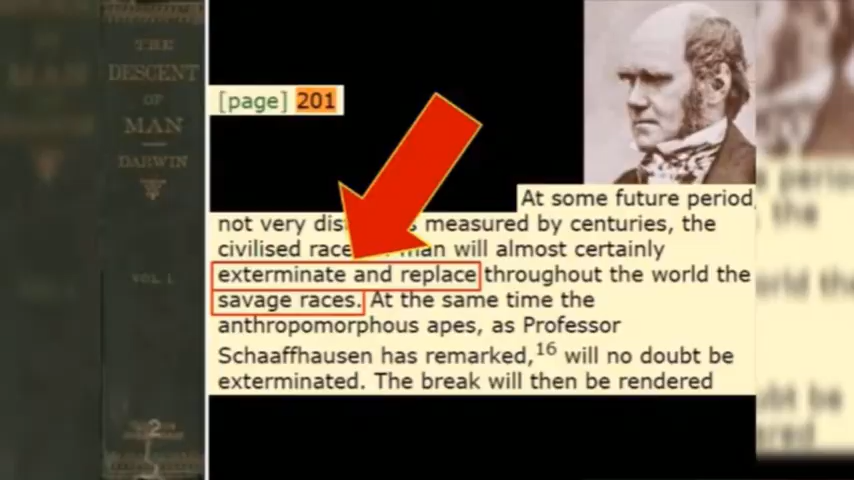 THE
DESCENT
OF
MAN
DARWIN
VOL. I.
[page] 201
At some future period,
not very as measured by centuries, the
civilised man will almost certainly
exterminate and replace throughout the world the
savage races. At the same time the
anthropomorphous apes, as Professor
Schaaffhausen has remarked,16 will no doubt be
exterminated. The break will then be rendered